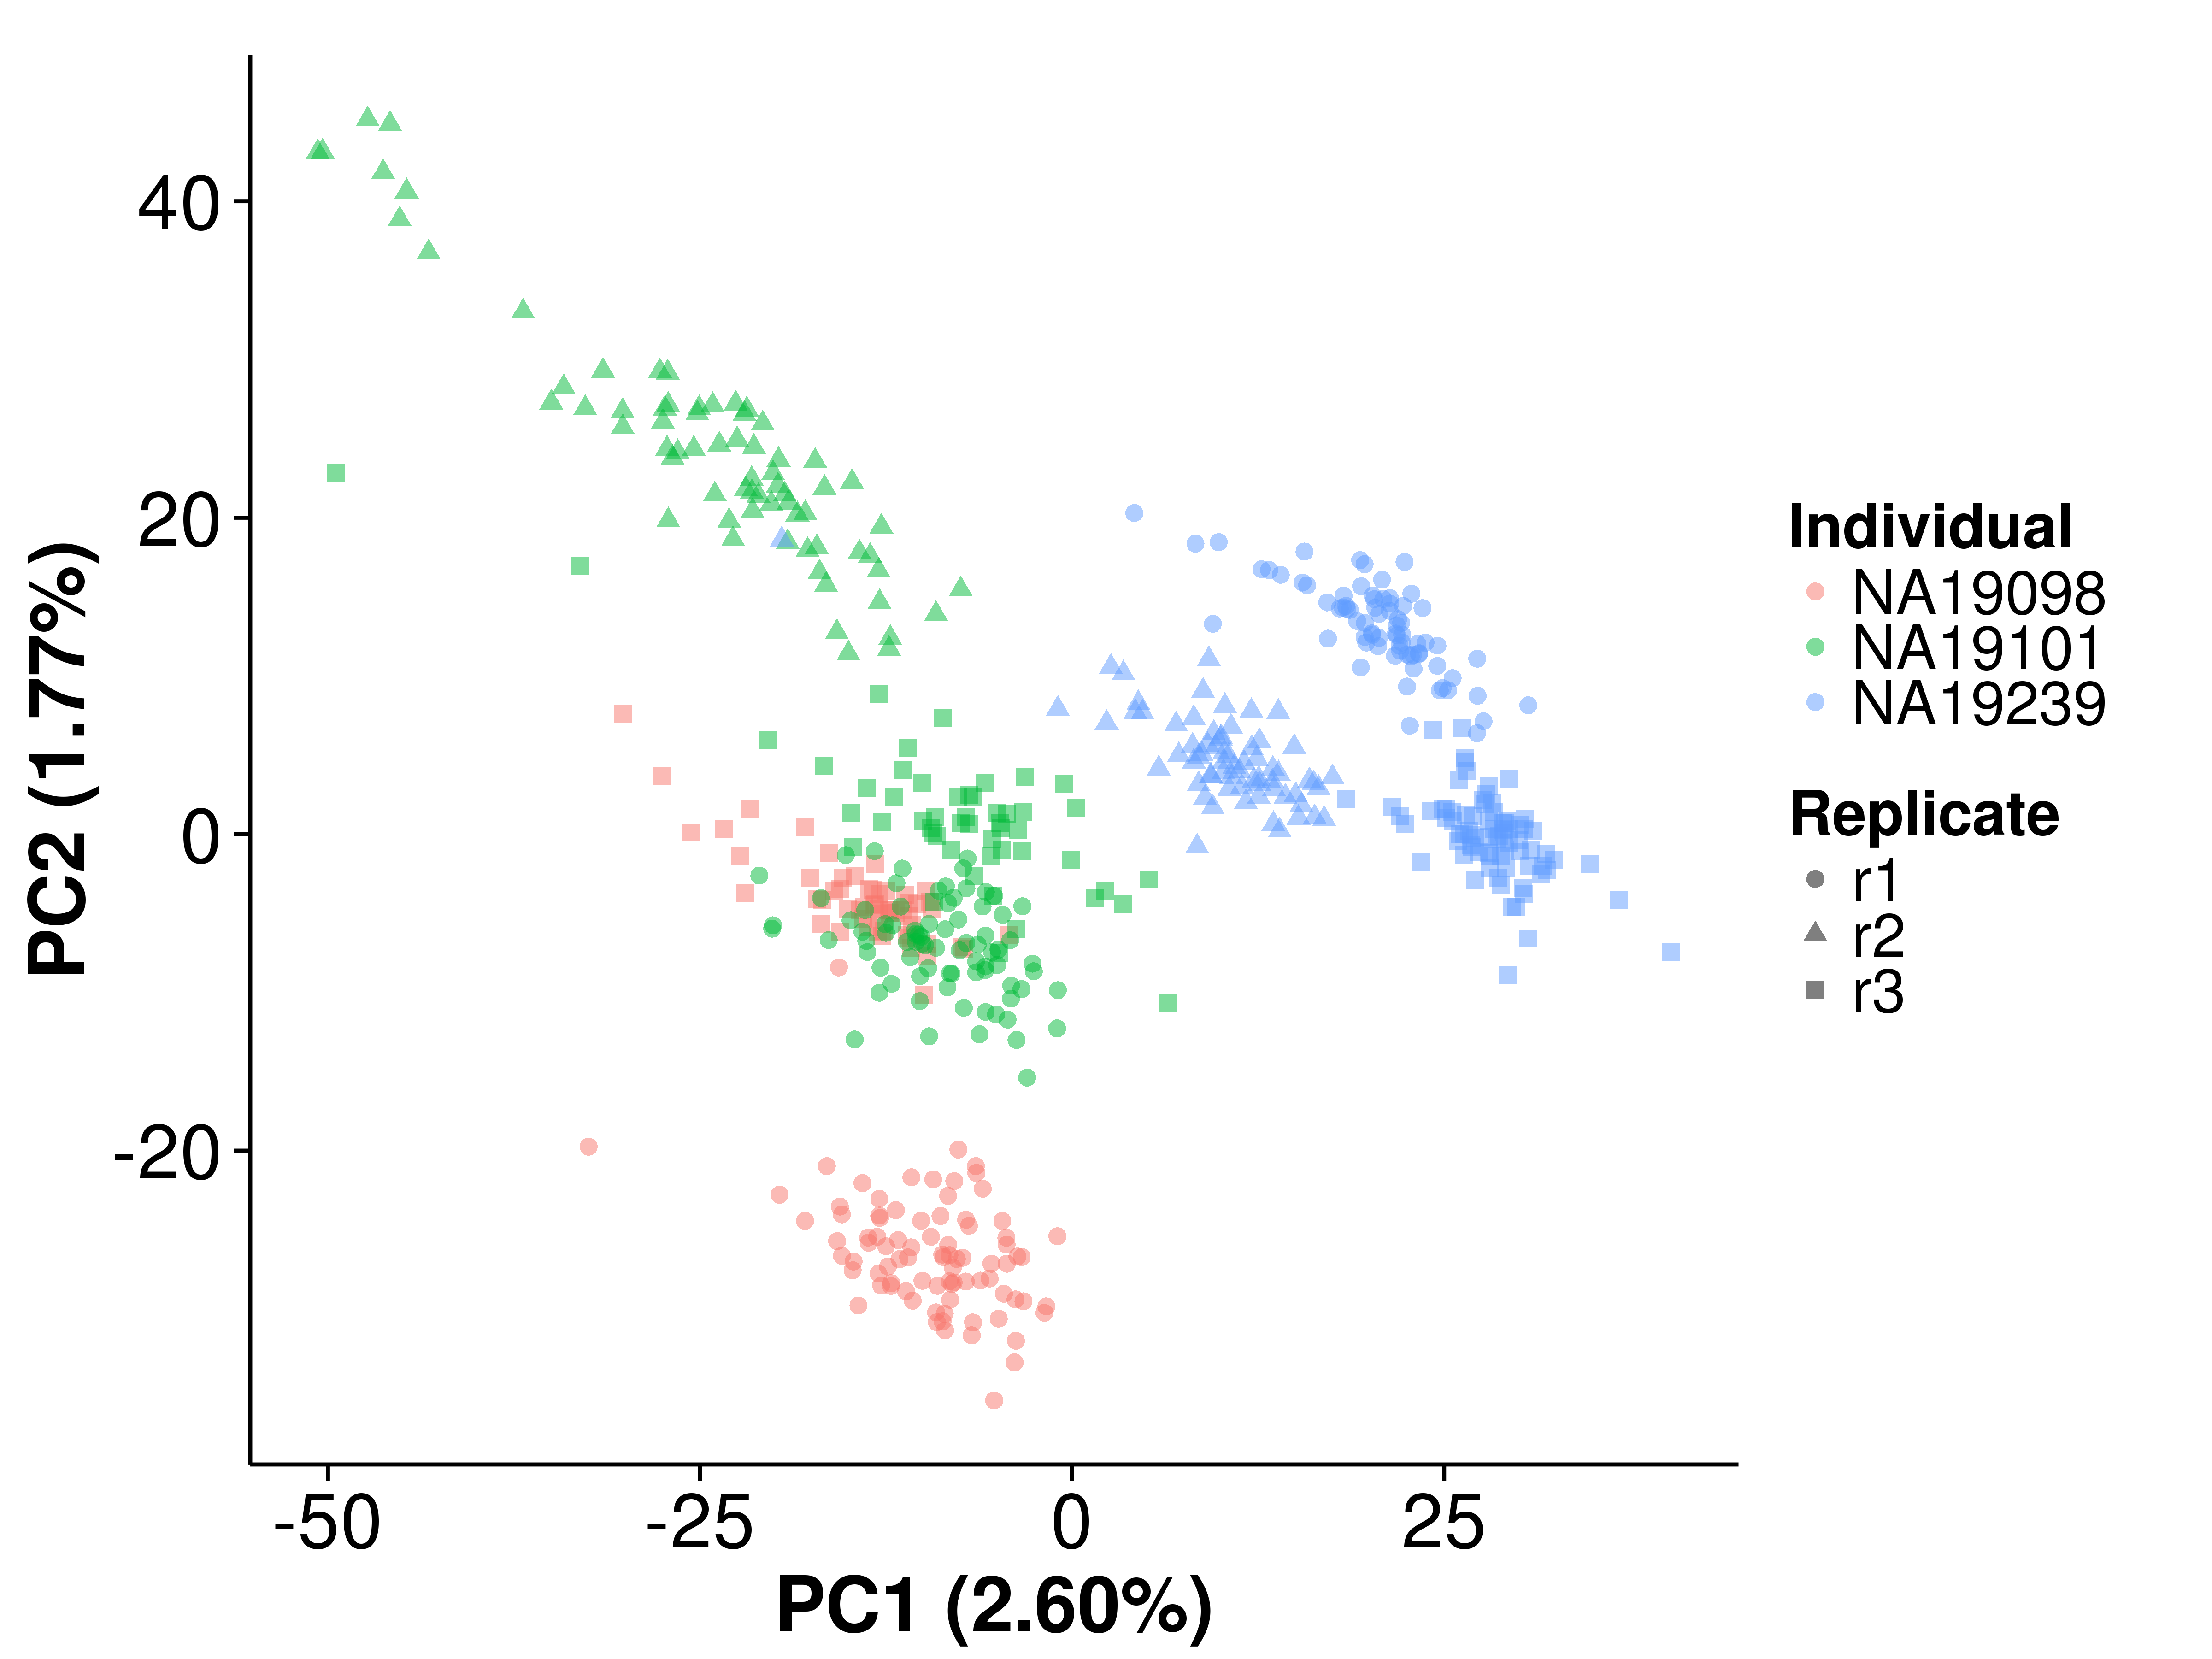 40
20
0
-20
PC2 (1.77%)
-50
-25
0
25
PC1 (2.60%)
Individual
NA19098
NA19101
NA19239
Replicate
r1
r2
r3